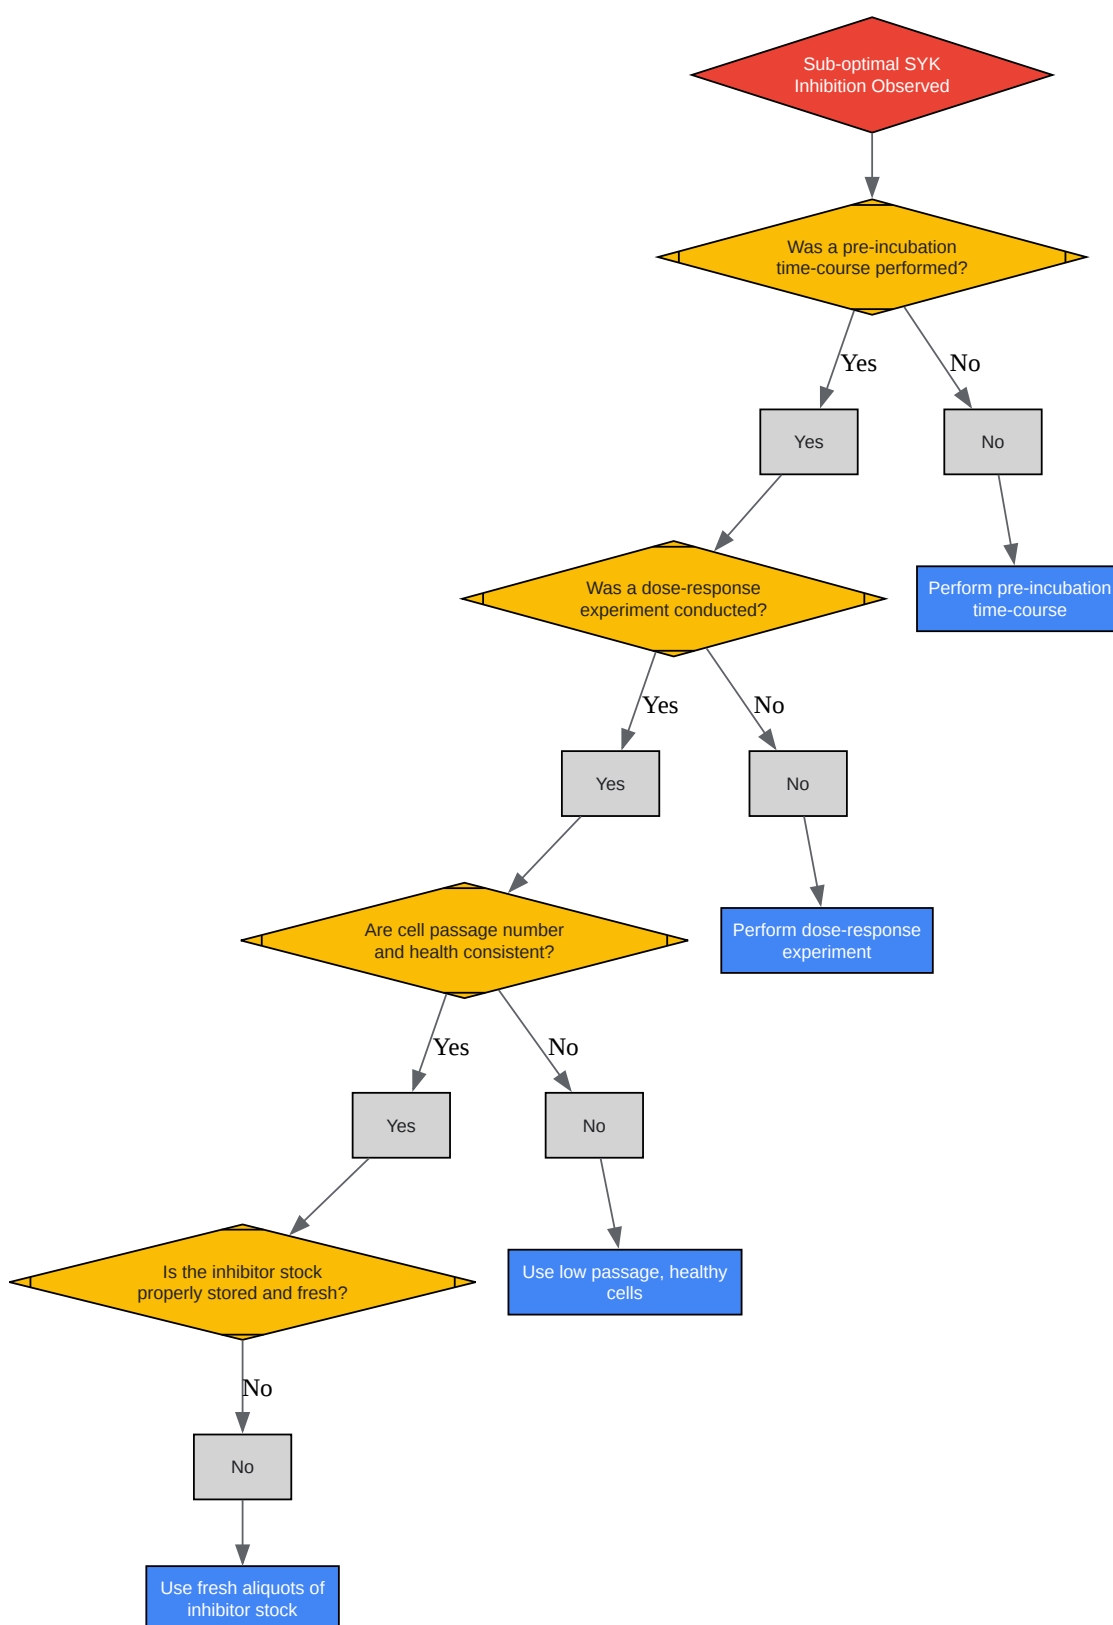 Sub-optimal SYK
Inhibition Observed
Was a pre-incubation
time-course performed?
Yes
No
Yes
No
Was a dose-response
experiment conducted?
Perform pre-incubation
time-course
Yes
No
Yes
No
Are cell passage number
and health consistent?
Perform dose-response
experiment
Yes
No
Yes
No
Is the inhibitor stock
properly stored and fresh?
Use low passage, healthy
cells
No
No
Use fresh aliquots of
inhibitor stock